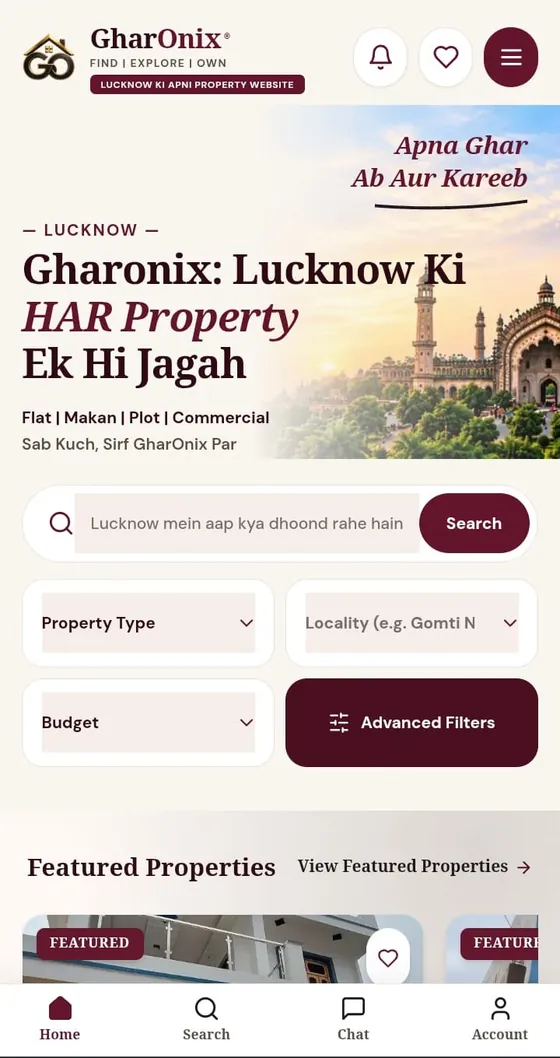 GharOnix®
FIND | EXPLORE | OWN
LUCKNOW KI APNI PROPERTY WEBSITE
Apna Ghar
Ab Aur Kareeb
— LUCKNOW —
Gharonix: Lucknow Ki
HAR Property
Ek Hi Jagah
Flat | Makan | Plot | Commercial
Sab Kuch, Sirf GharOnix Par
Lucknow mein aap kya dhoond rahe hain
Search
Property Type
Locality (e.g. Gomti N
Budget
Advanced Filters
Featured Properties
View Featured Properties →
FEATURED
FEATUR
Home
Search
Chat
Account